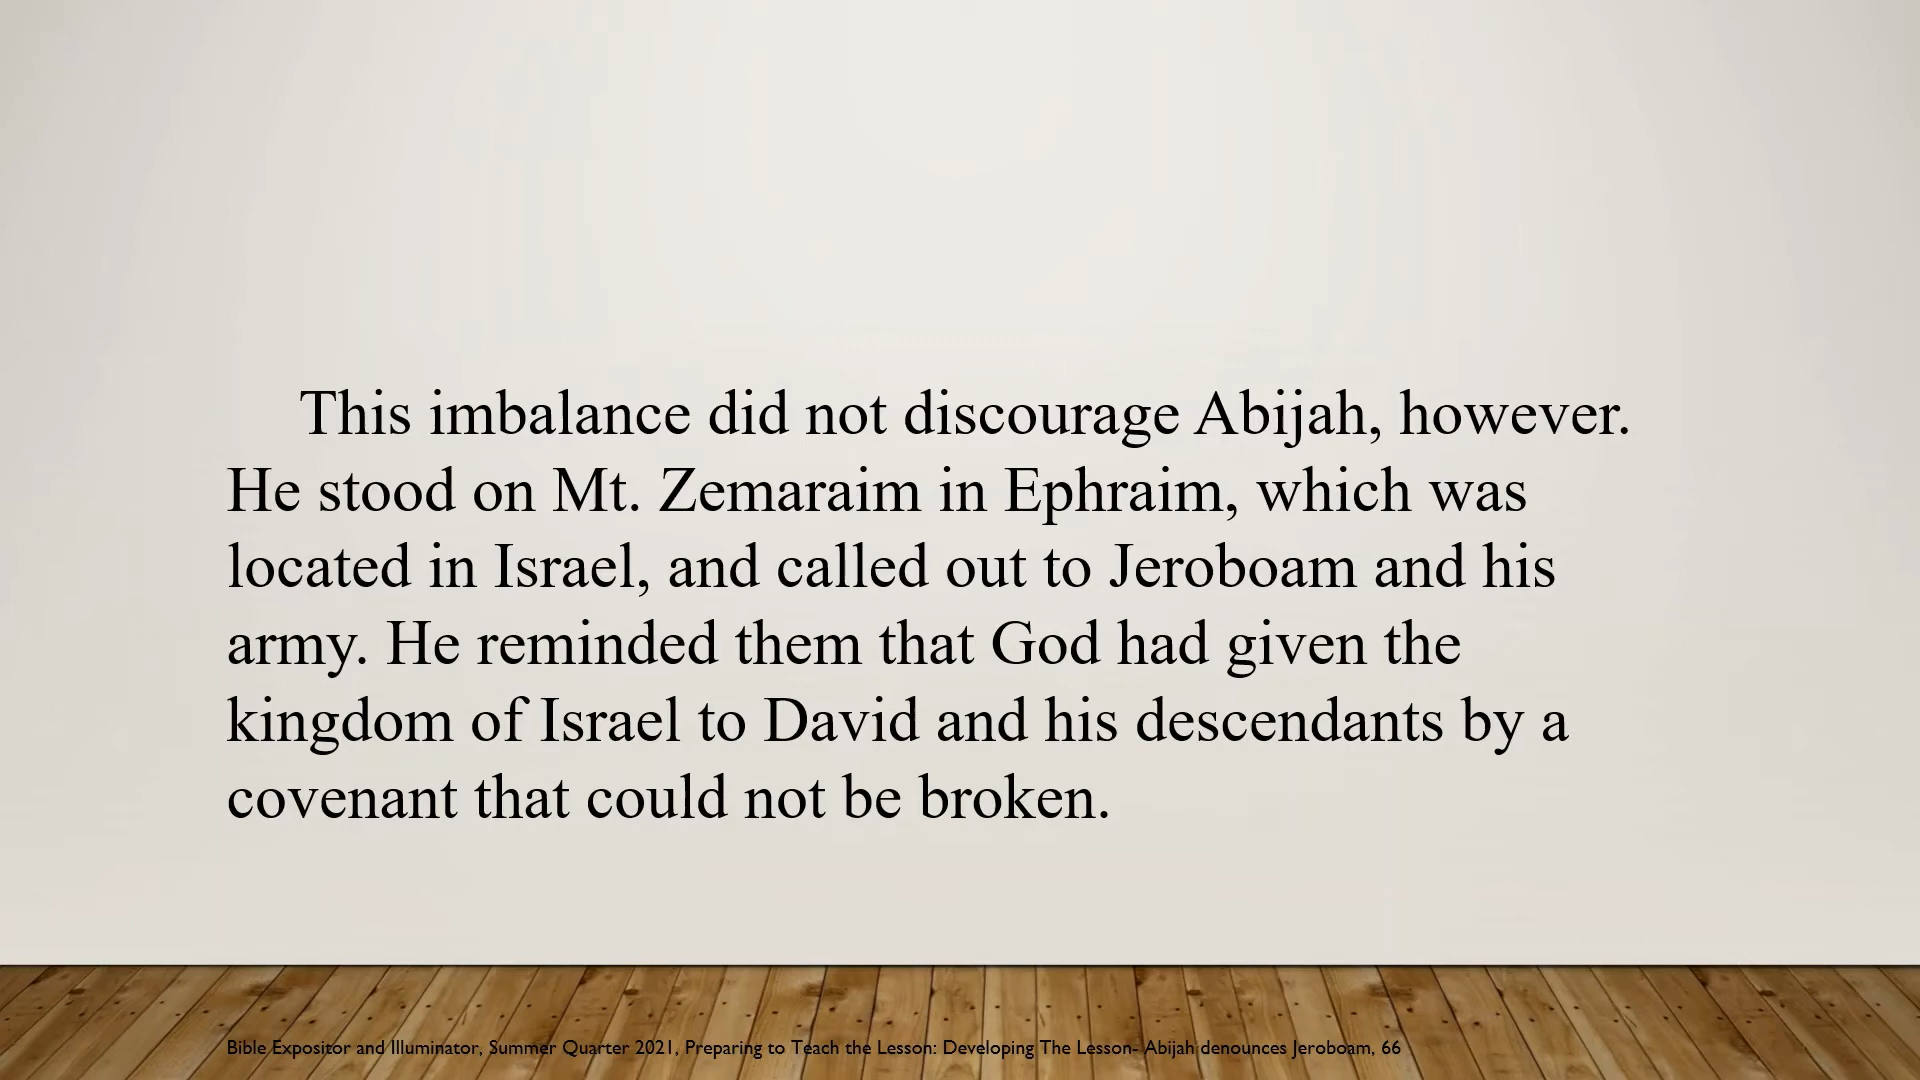 This imbalance did not discourage Abijah, however.
He stood on Mt. Zemaraim in Ephraim, which was
located in Israel, and called out to Jeroboam and his
army. He reminded them that God had given the
kingdom of Israel to David and his descendants by a
covenant that could not be broken.
Bible Expositor and Illuminator, Summer Quarter 2021, Preparing to Teach the Lesson: Developing The Lesson- Abijah denounces Jeroboam, 66